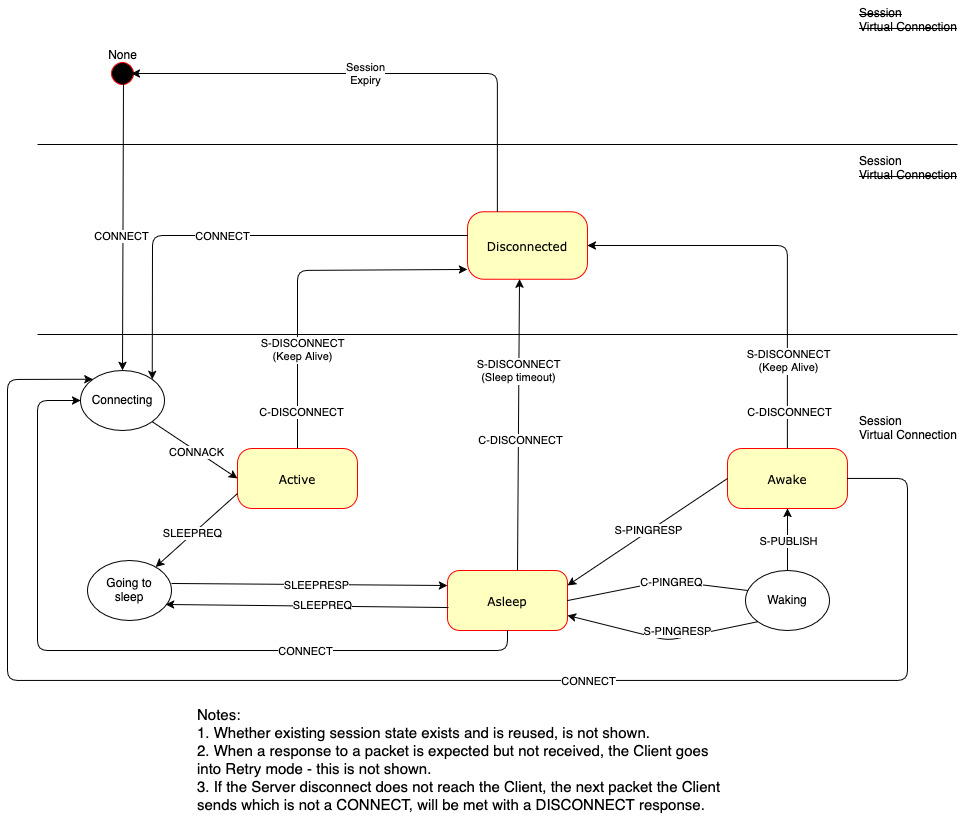 Session
Virtual Connection
None
Session
Expiry
Session
Virtual Connection
CONNECT
CONNECT
Disconnected
S-DISCONNECT
(Keep Alive)
S-DISCONNECT
(Sleep timeout)
S-DISCONNECT
(Keep Alive)
Connecting
C-DISCONNECT
C-DISCONNECT
C-DISCONNECT
Session
Virtual Connection
CONNACK
Active
Awake
SLEEPREQ
S-PINGRESP
S-PUBLISH
Going to
sleep
SLEEPRESP
SLEEPREQ
Asleep
C-PINGREQ
Waking
S-PINGRESP
CONNECT
CONNECT
Notes:
1. Whether existing session state exists and is reused, is not shown.
2. When a response to a packet is expected but not received, the Client goes
into Retry mode - this is not shown.
3. If the Server disconnect does not reach the Client, the next packet the Client
sends which is not a CONNECT, will be met with a DISCONNECT response.